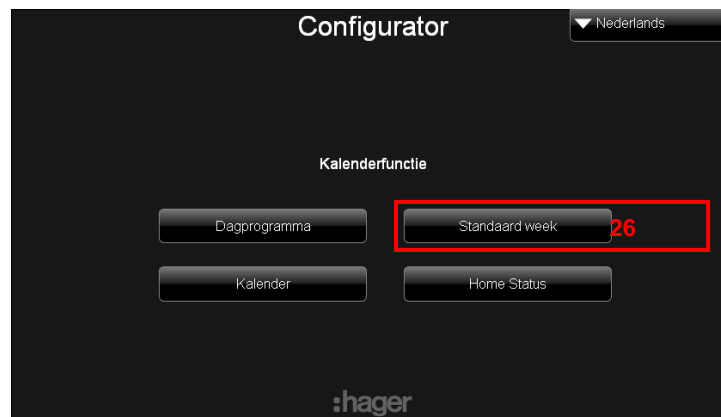 Configurator
Nederlands
Kalenderfunctie
Dagprogramma
Standaard week
26
Kalender
Home Status
:hager